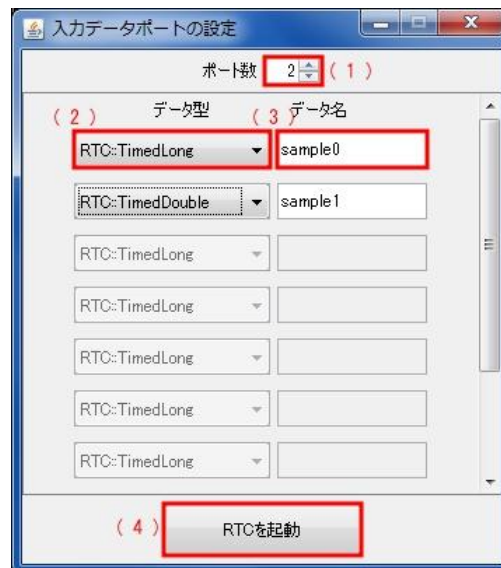 入力データポートの設定
ポート数 2 (1)
(2) データ型 (3) データ名
RTC::TimedLong sample0
RTC::TimedDouble sample1
RTC::TimedLong
RTC::TimedLong
RTC::TimedLong
RTC::TimedLong
RTC::TimedLong
(4) RTCを起動